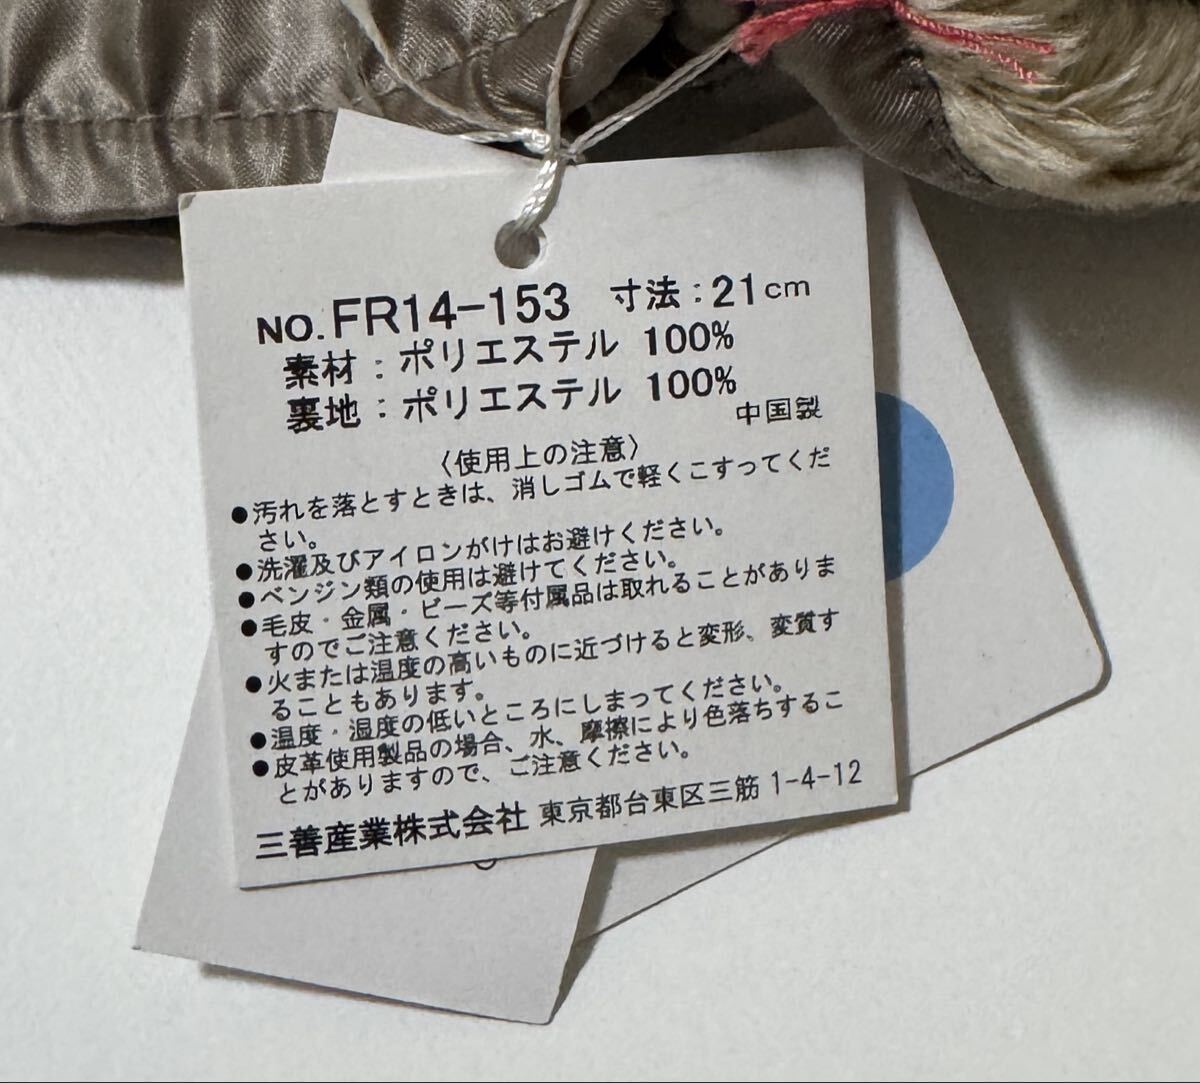 NO.FR14-153 寸法:21cm
素材:ポリエステル 100%
裏地:ポリエステル 100%
中国製
〈使用上の注意〉
●汚れを落とすときは、消しゴムで軽くこすってくだ
さい。
●洗濯及びアイロンがけはお避けください。
●ベンジン類の使用は避けてください。
●毛皮・金属・ビーズ等付属品は取れることがありま
すのでご注意ください。
●火または温度の高いものに近づけると変形、変質す
ることもあります。
●温度・湿度の低いところにしまってください。
●皮革使用製品の場合、水、摩擦により色落ちするこ
とがありますので、ご注意ください。
三善産業株式会社 東京都台東区三筋 1-4-12